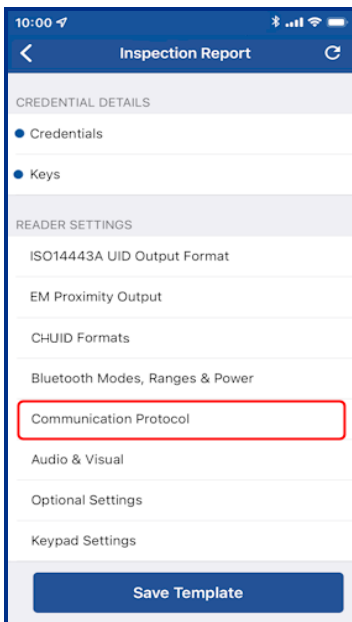 10:00
Inspection Report
CREDENTIAL DETAILS
Credentials
Keys
READER SETTINGS
ISO14443A UID Output Format
EM Proximity Output
CHUID Formats
Bluetooth Modes, Ranges & Power
Communication Protocol
Audio & Visual
Optional Settings
Keypad Settings
Save Template